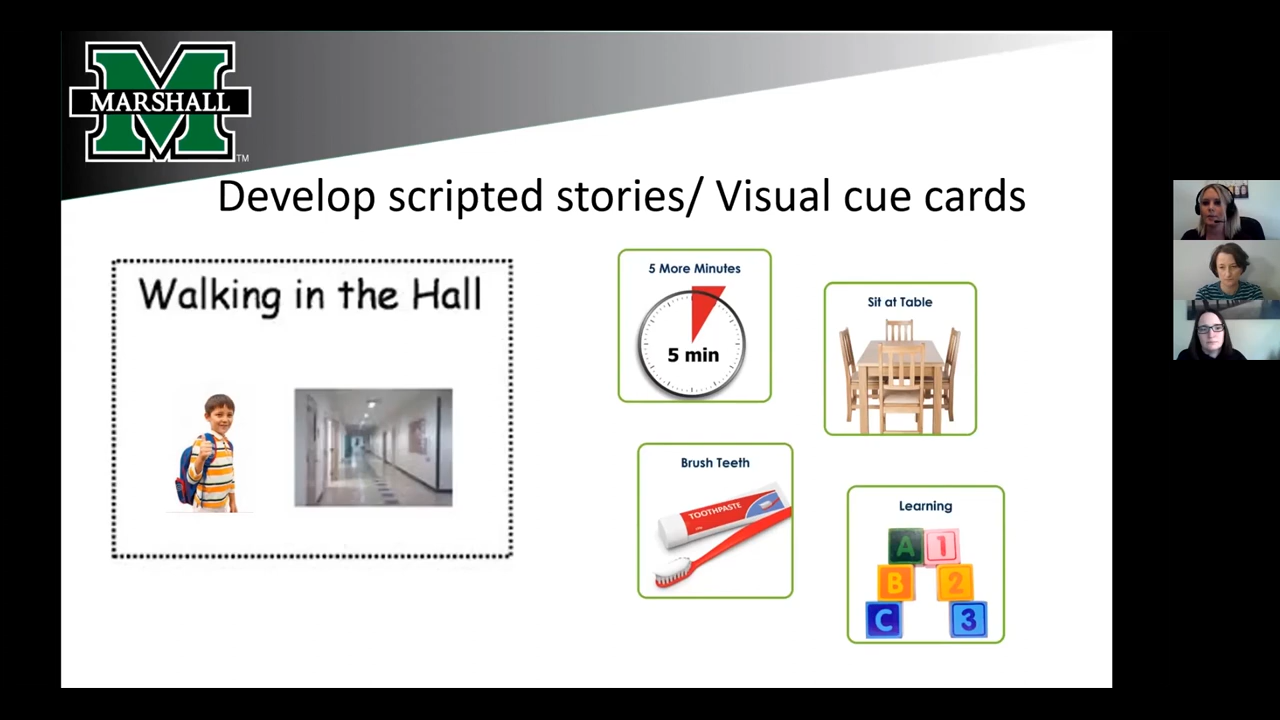 MARSHALL
TM
Develop scripted stories/ Visual cue cards
Walking in the Hall
5 More Minutes
5 min
Sit at Table
Brush Teeth
TOOTHPASTE
Learning
A 1
B 2
C 3